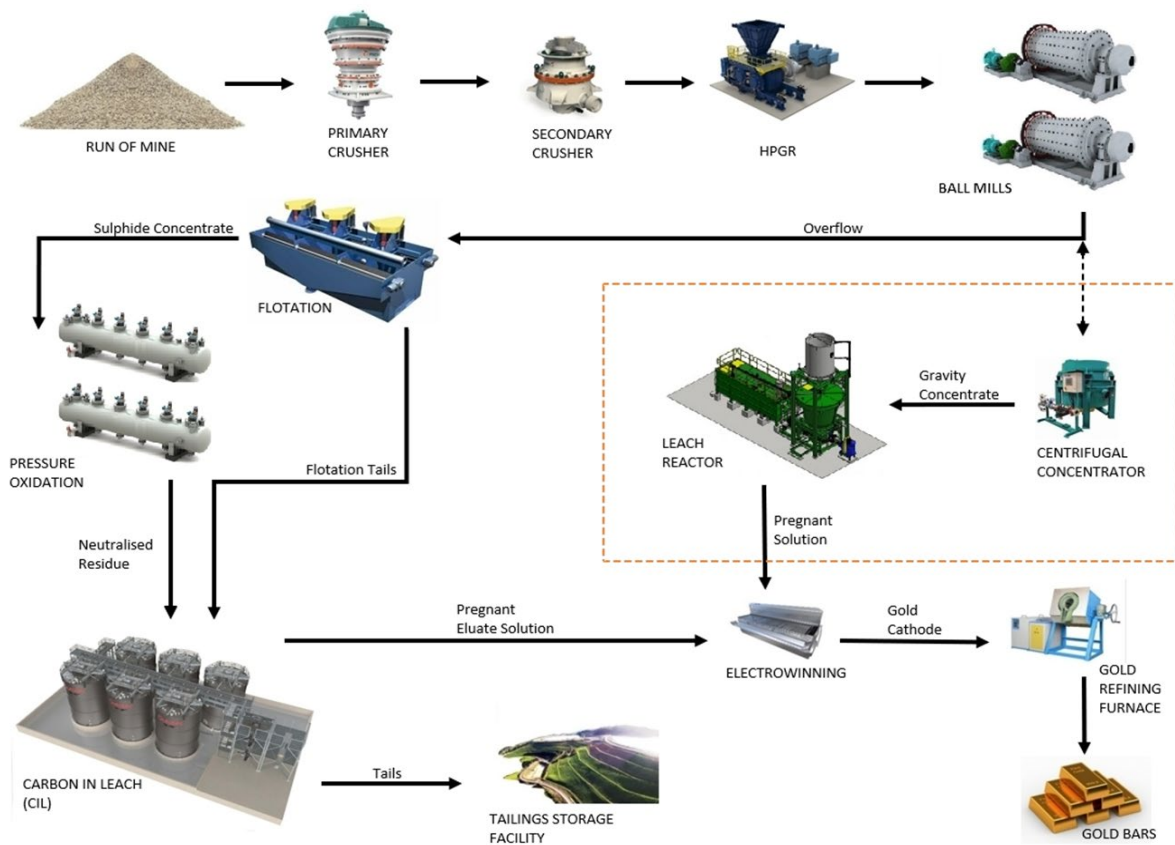 RUN OF MINE
PRIMARY
CRUSHER
SECONDARY
CRUSHER
HPGR
BALL MILLS
Sulphide Concentrate
Overflow
FLOTATION
Gravity
Concentrate
LEACH
REACTOR
CENTRIFUGAL
CONCENTRATOR
PRESSURE
OXIDATION
Flotation Tails
Pregnant
Solution
Neutralised
Residue
Pregnant
Eluate Solution
Gold
Cathode
ELECTROWINNING
GOLD
REFINING
FURNACE
CARBON IN LEACH
(CIL)
Tails
TAILINGS STORAGE
FACILITY
GOLD BARS